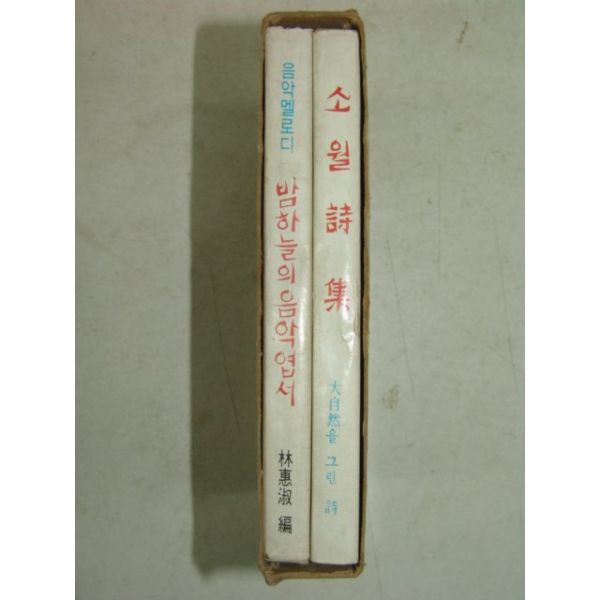 음악멜로디
밤하늘의음악엽서
林惠淑 編
소월詩集
大自然을 그린 詩